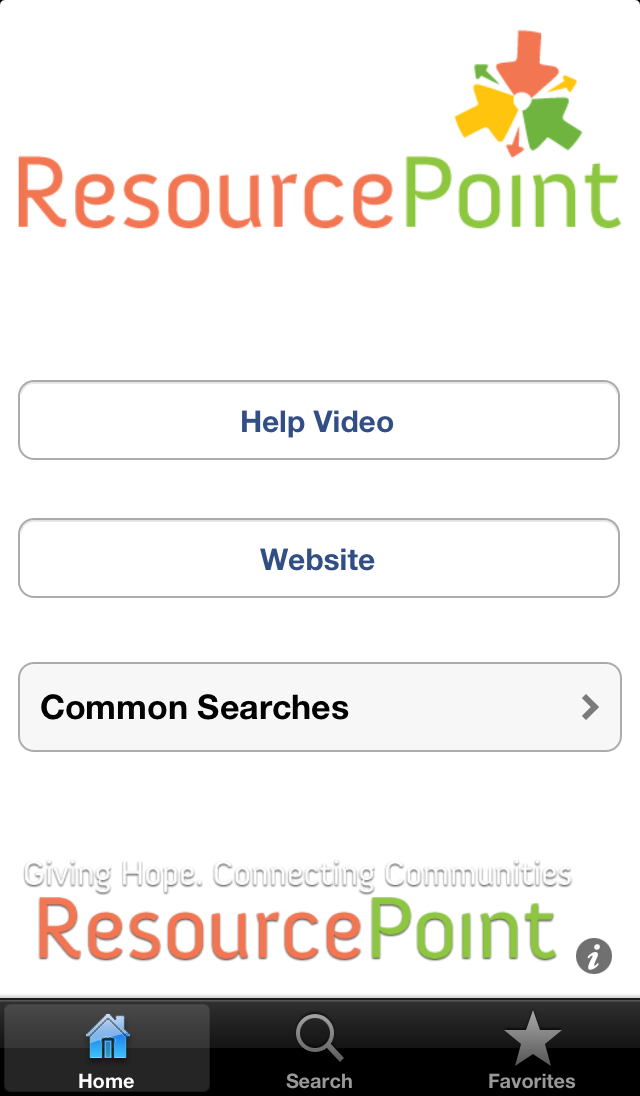 ResourcePoint
Help Video
Website
Common Searches
Giving Hope. Connecting Communities
ResourcePoint
i
Home
Search
Favorites